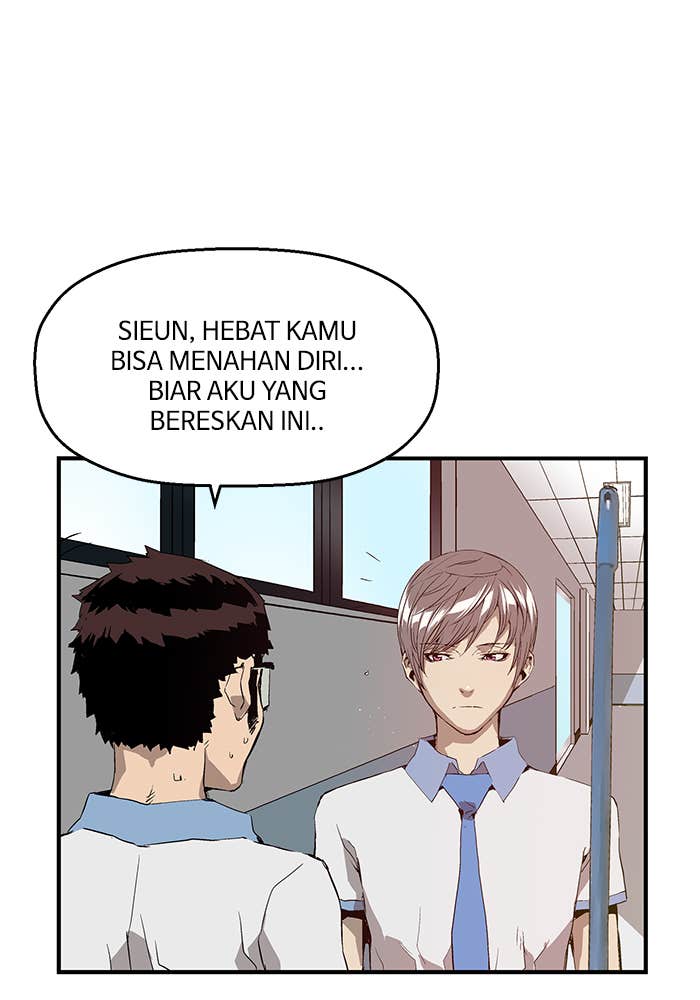 SIEUN, HEBAT KAMU
BISA MENAHAN DIRI...
BIAR AKU YANG
BERESKAN INI..